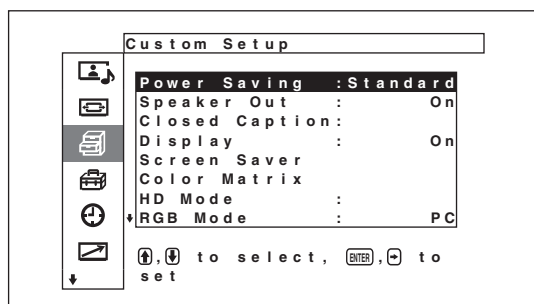 Custom Setup
Power Saving :Standard
Speaker Out : On
Closed Caption:
Display : On
Screen Saver
Color Matrix
HD Mode :
RGB Mode : PC
, to select, ENTER, to
set